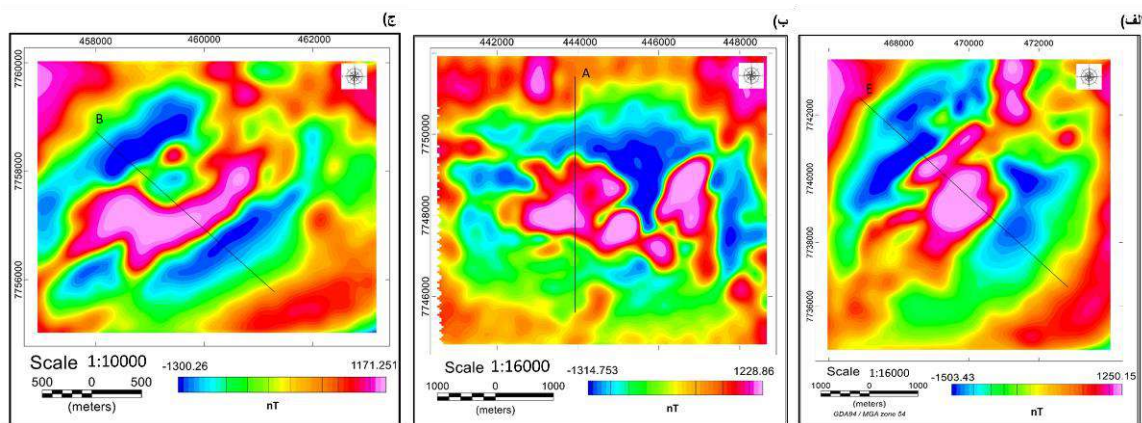 ج)
458000 460000 462000
7760000
7758000
7756000
B
Scale 1:10000
500 0 500
(meters)
-1300.26 1171.251
nT
ب)
442000 444000 446000 448000
7750000
7748000
7746000
A
Scale 1:16000
1000 0 1000
(meters)
-1314.753 1228.86
nT
الف)
468000 470000 472000
7742000
7740000
7738000
7736000
E
Scale 1:16000
1000 0 1000
(meters)
GDA94 / MGA zone 54
-1503.43 1250.15
nT